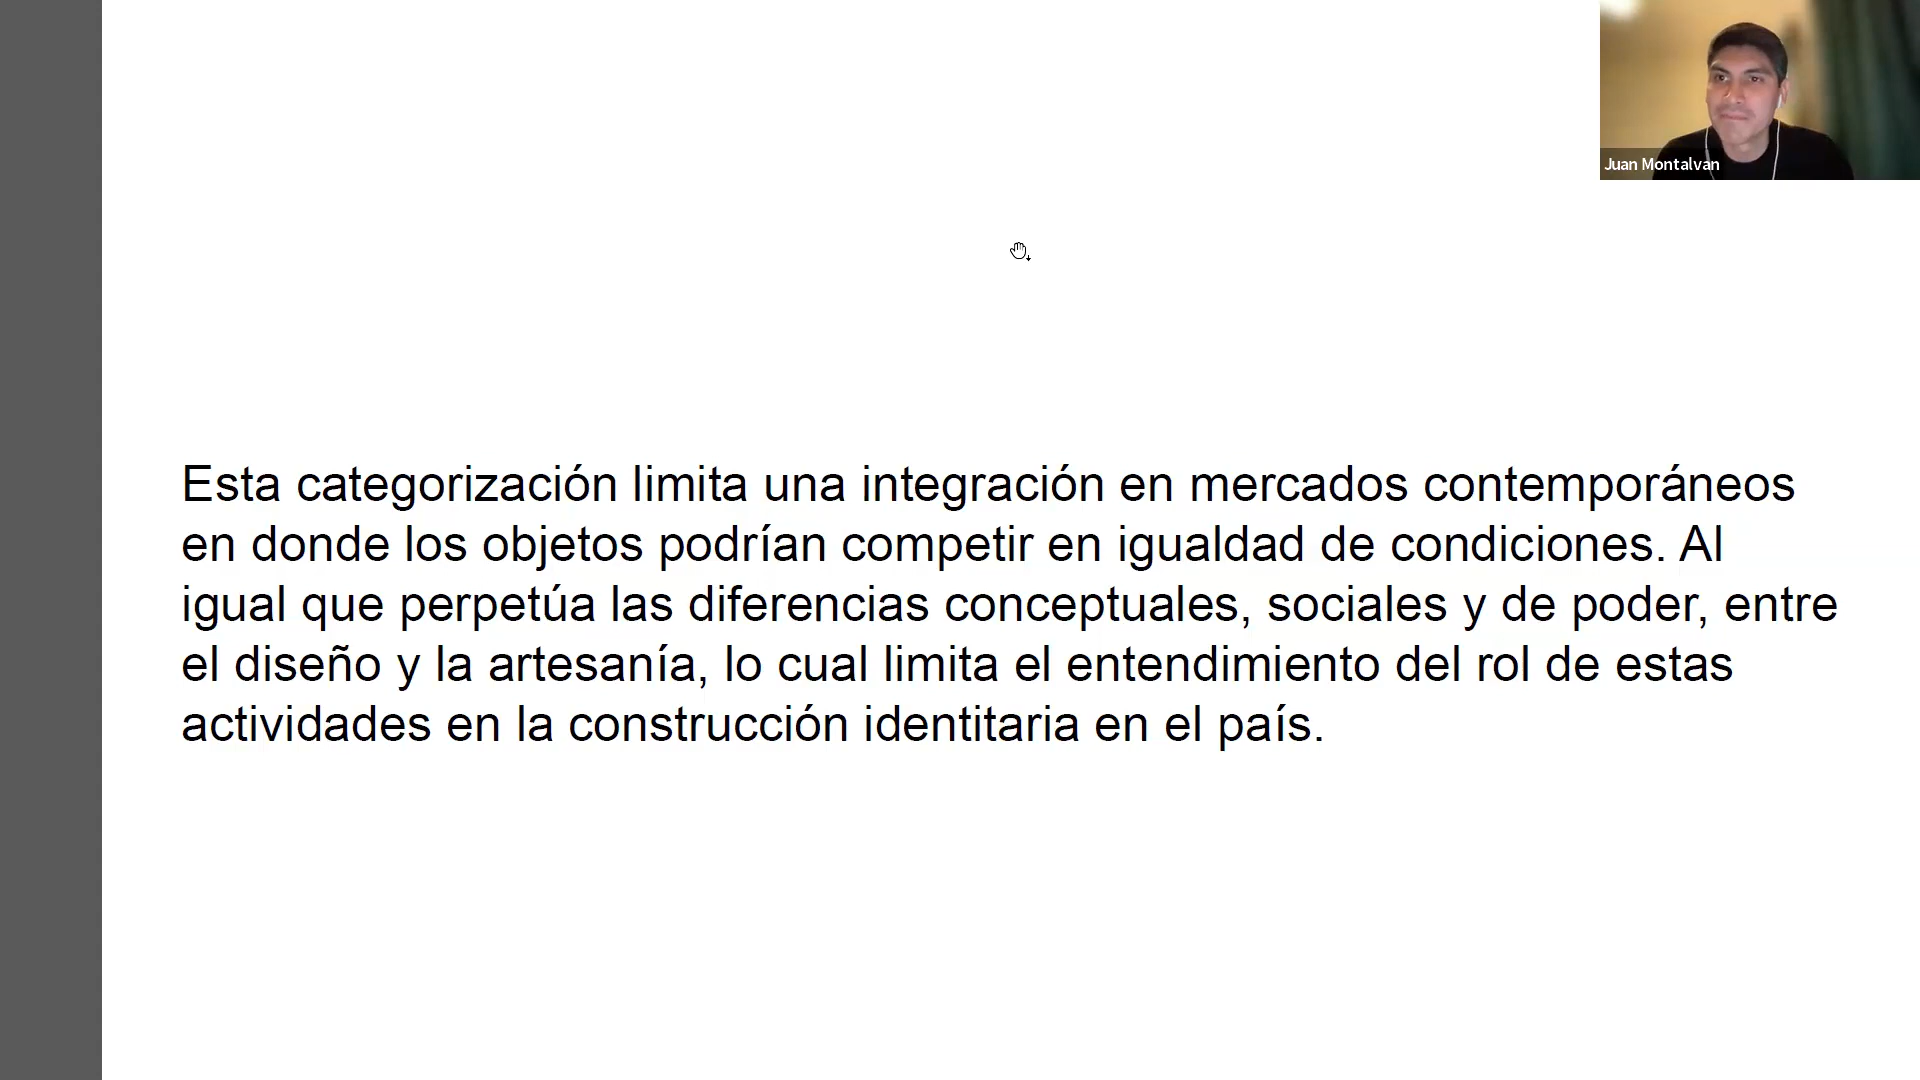 Juan Montalvan
Esta categorización limita una integración en mercados contemporáneos
en donde los objetos podrían competir en igualdad de condiciones. Al
igual que perpetúa las diferencias conceptuales, sociales y de poder, entre
el diseño y la artesanía, lo cual limita el entendimiento del rol de estas
actividades en la construcción identitaria en el país.